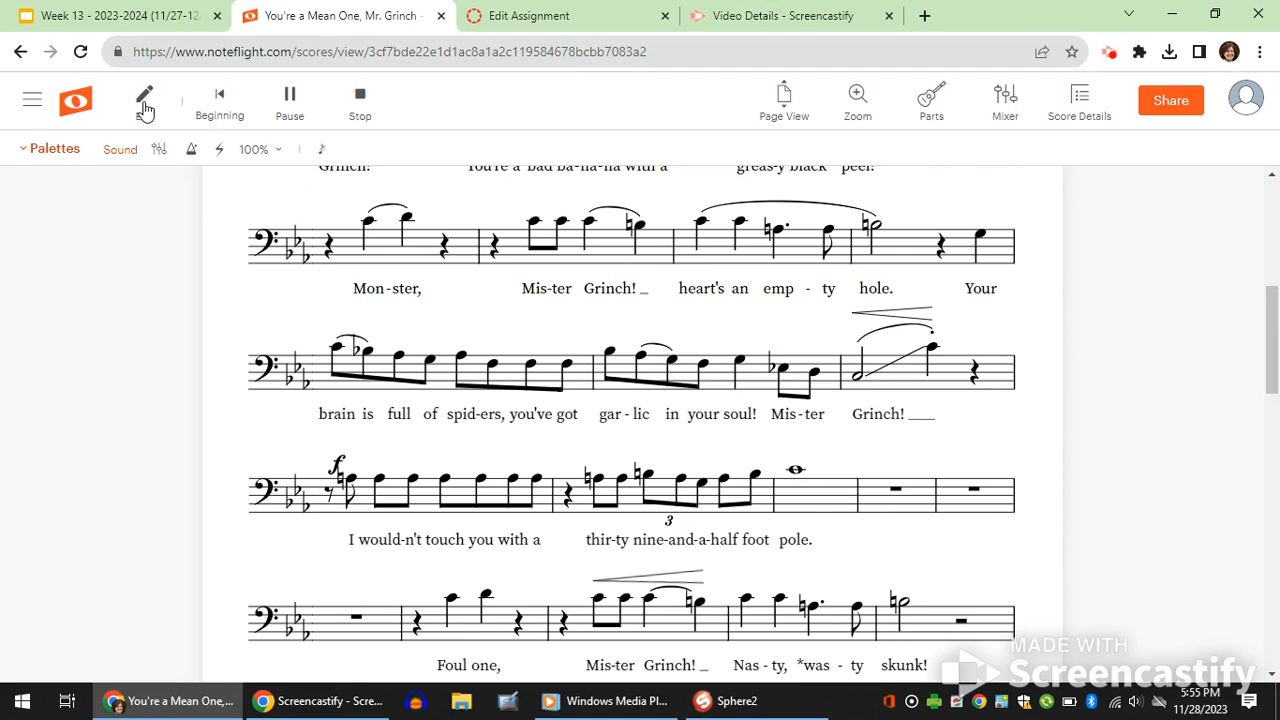 Week 13 - 2023-2024 (11/27-12/
You're a Mean One, Mr. Grinch -
Edit Assignment
Video Details - Screencastify
https://www.noteflight.com/scores/view/3cf7bde22e1d1ac8a1a2c119584678bcbb7083a2
Beginning
Pause
Stop
Page View
Zoom
Parts
Mixer
Score Details
Share
Palettes
Sound
100%
Grinch! You're a bad ba-na-na with a greas-y black peel!
Mon-ster, Mis-ter Grinch! _ heart's an emp - ty hole. Your
brain is full of spid-ers, you've got gar - lic in your soul! Mis-ter Grinch! ___
f
3
I would-n't touch you with a thir-ty nine-and-a-half foot pole.
Foul one, Mis-ter Grinch! _ Nas - ty, *was - ty skunk!
MADE WITH
Screencastify
You're a Mean One,...
Screencastify - Scre...
Windows Media Pl...
Sphere2
5:55 PM
11/28/2023